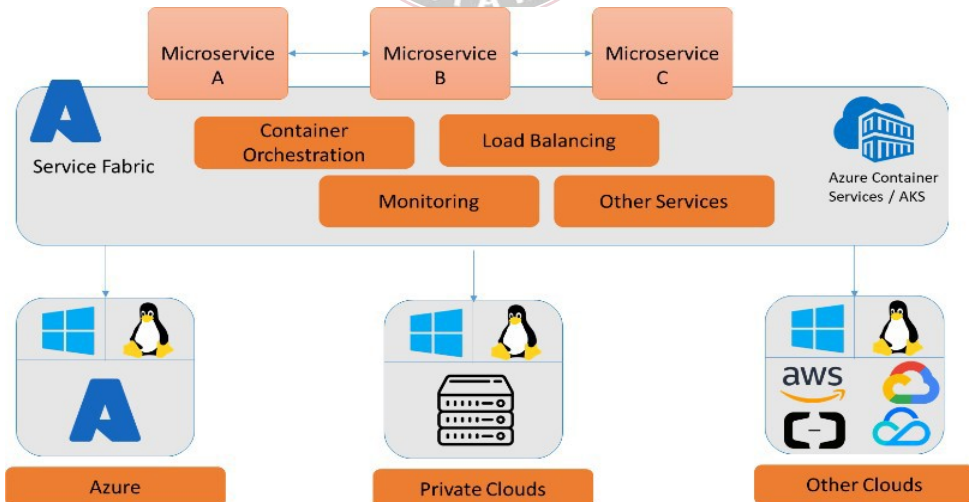 Microservice
A
Microservice
B
Microservice
C
Service Fabric
Container
Orchestration
Load Balancing
Monitoring
Other Services
Azure Container
Services / AKS
aws
Azure
Private Clouds
Other Clouds